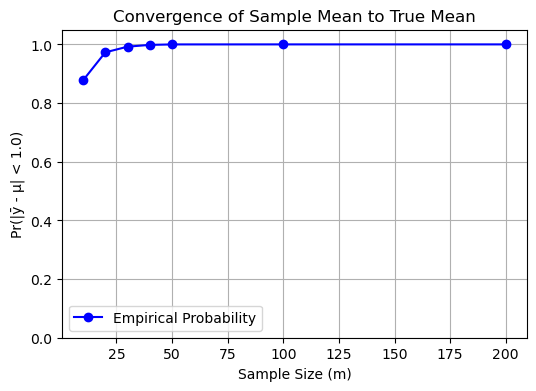 Convergence of Sample Mean to True Mean
Pr(|ȳ - μ| < 1.0)
1.0
0.8
0.6
0.4
0.2
0.0
Empirical Probability
25 50 75 100 125 150 175 200
Sample Size (m)